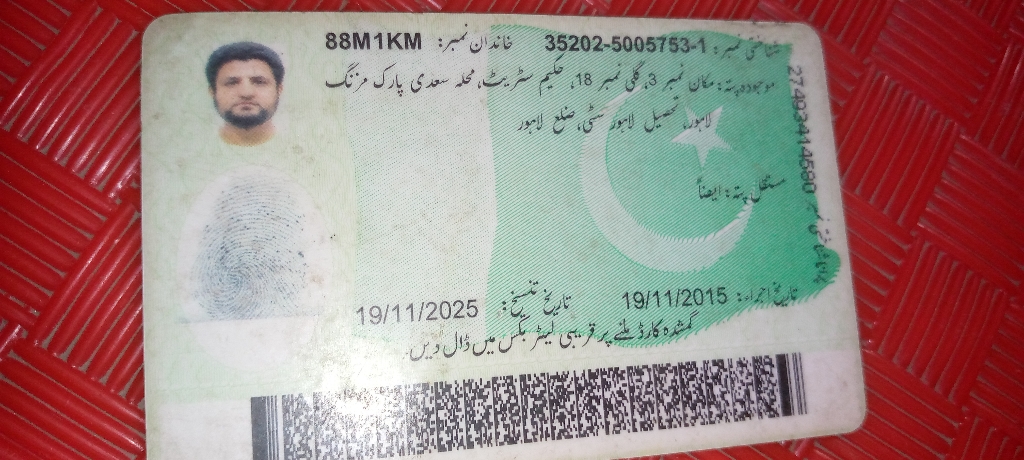 شناختی نمبر: 35202-5005753-1 خاندان نمبر: 88M1KM
موجودہ پتہ: مکان نمبر 3، گلی نمبر 18، حکیم سٹریٹ، محلہ سعدی پارک مزنگ
لاہور، تحصیل لاہور سٹی، ضلع لاہور
مستقل پتہ: ایضاً
تاریخ اجراء: 19/11/2015 تاریخ تنسیخ: 19/11/2025
گمشدہ کارڈ ملنے پر قریبی لیٹر بکس میں ڈال دیں